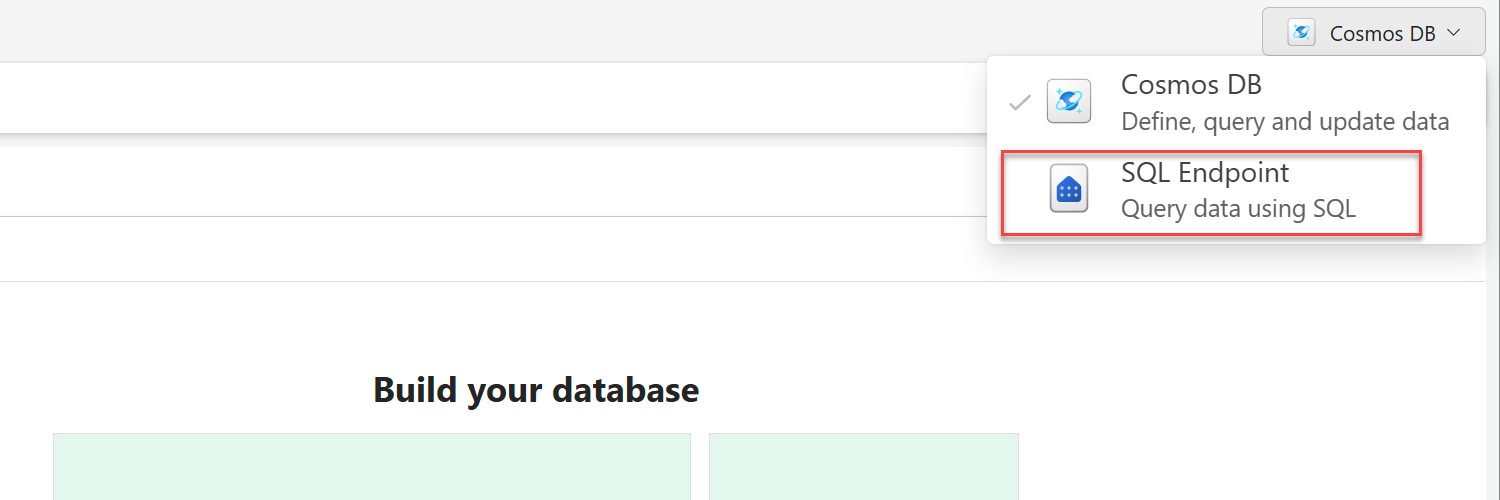 Cosmos DB
Cosmos DB
Define, query and update data
SQL Endpoint
Query data using SQL
Build your database